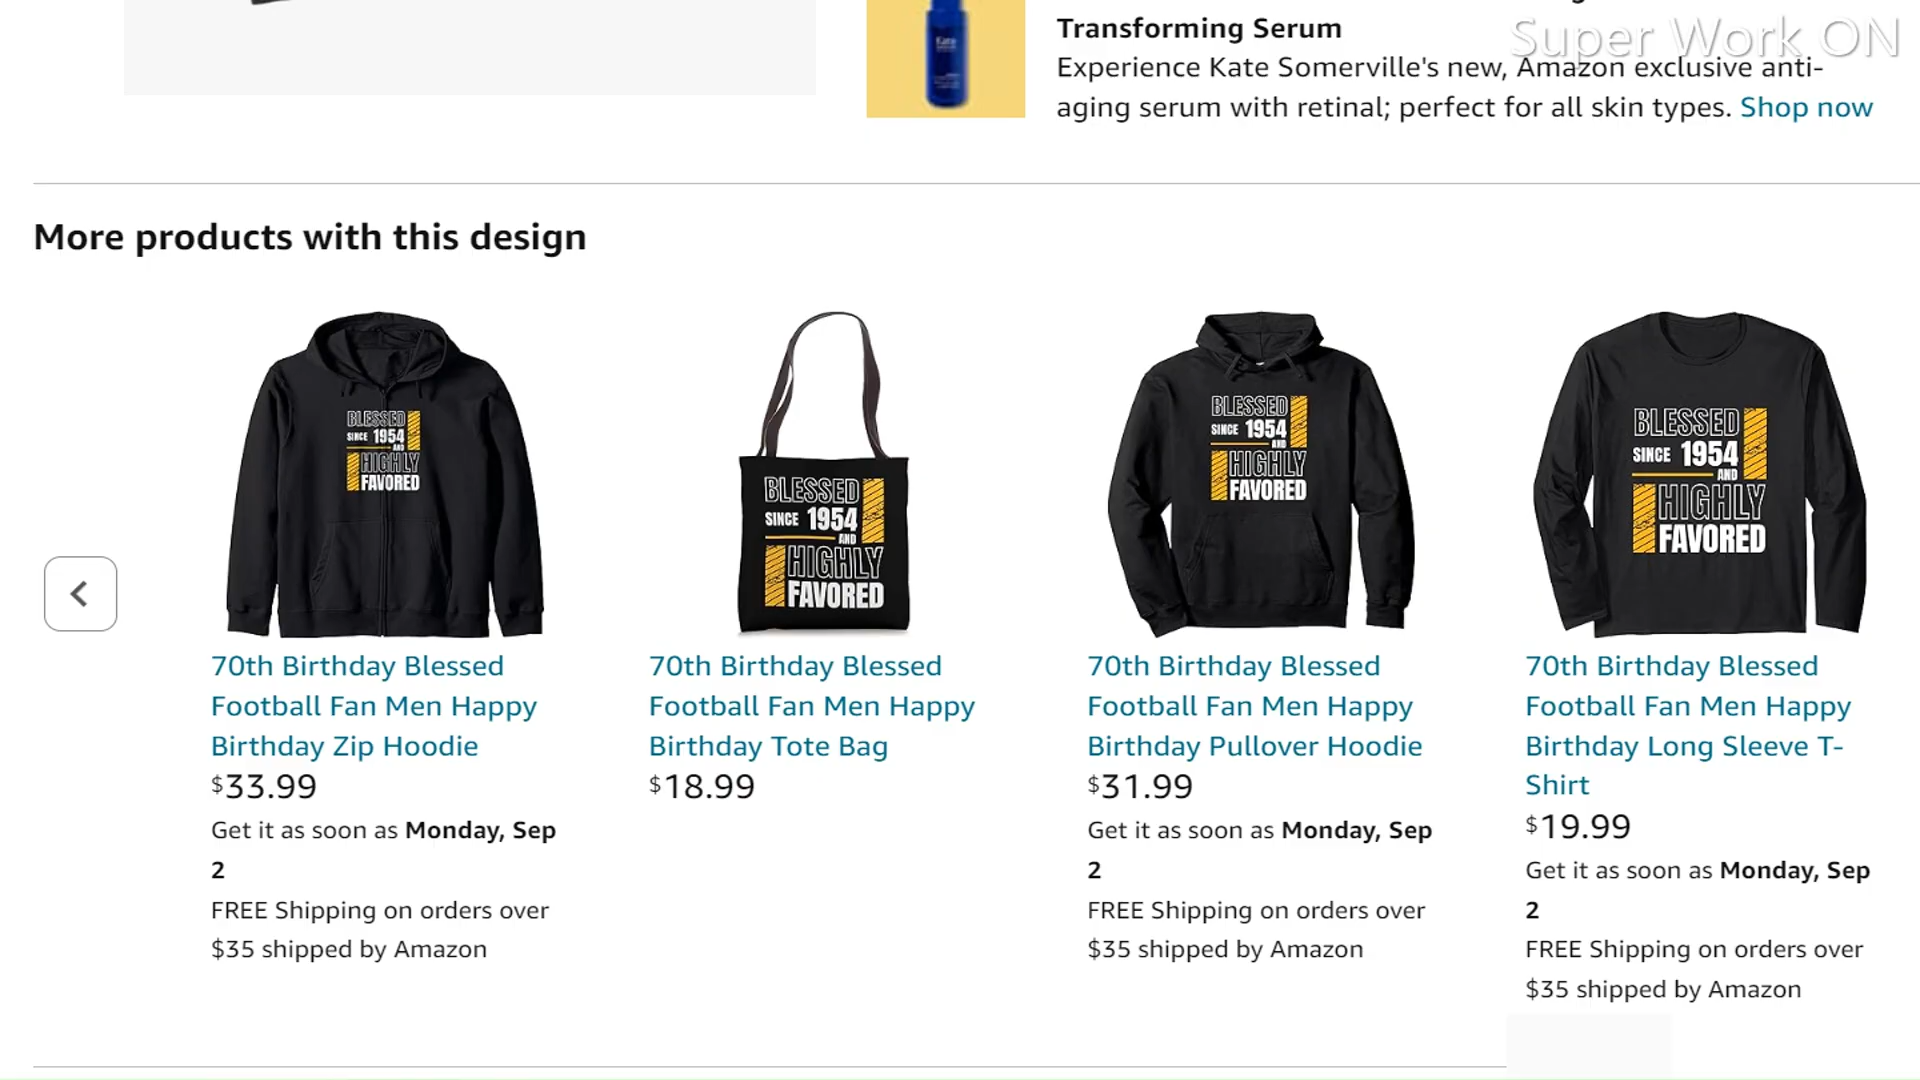 Transforming Serum
Super Work ON
Experience Kate Somerville's new, Amazon exclusive anti-
aging serum with retinal; perfect for all skin types. Shop now
More products with this design
BLESSED
SINCE 1954
AND
HIGHLY
FAVORED
BLESSED
SINCE 1954
AND
HIGHLY
FAVORED
BLESSED
SINCE 1954
AND
HIGHLY
FAVORED
BLESSED
SINCE 1954
AND
HIGHLY
FAVORED
70th Birthday Blessed
Football Fan Men Happy
Birthday Zip Hoodie
$33.99
Get it as soon as Monday, Sep
2
FREE Shipping on orders over
$35 shipped by Amazon
70th Birthday Blessed
Football Fan Men Happy
Birthday Tote Bag
$18.99
70th Birthday Blessed
Football Fan Men Happy
Birthday Pullover Hoodie
$31.99
Get it as soon as Monday, Sep
2
FREE Shipping on orders over
$35 shipped by Amazon
70th Birthday Blessed
Football Fan Men Happy
Birthday Long Sleeve T-
Shirt
$19.99
Get it as soon as Monday, Sep
2
FREE Shipping on orders over
$35 shipped by Amazon